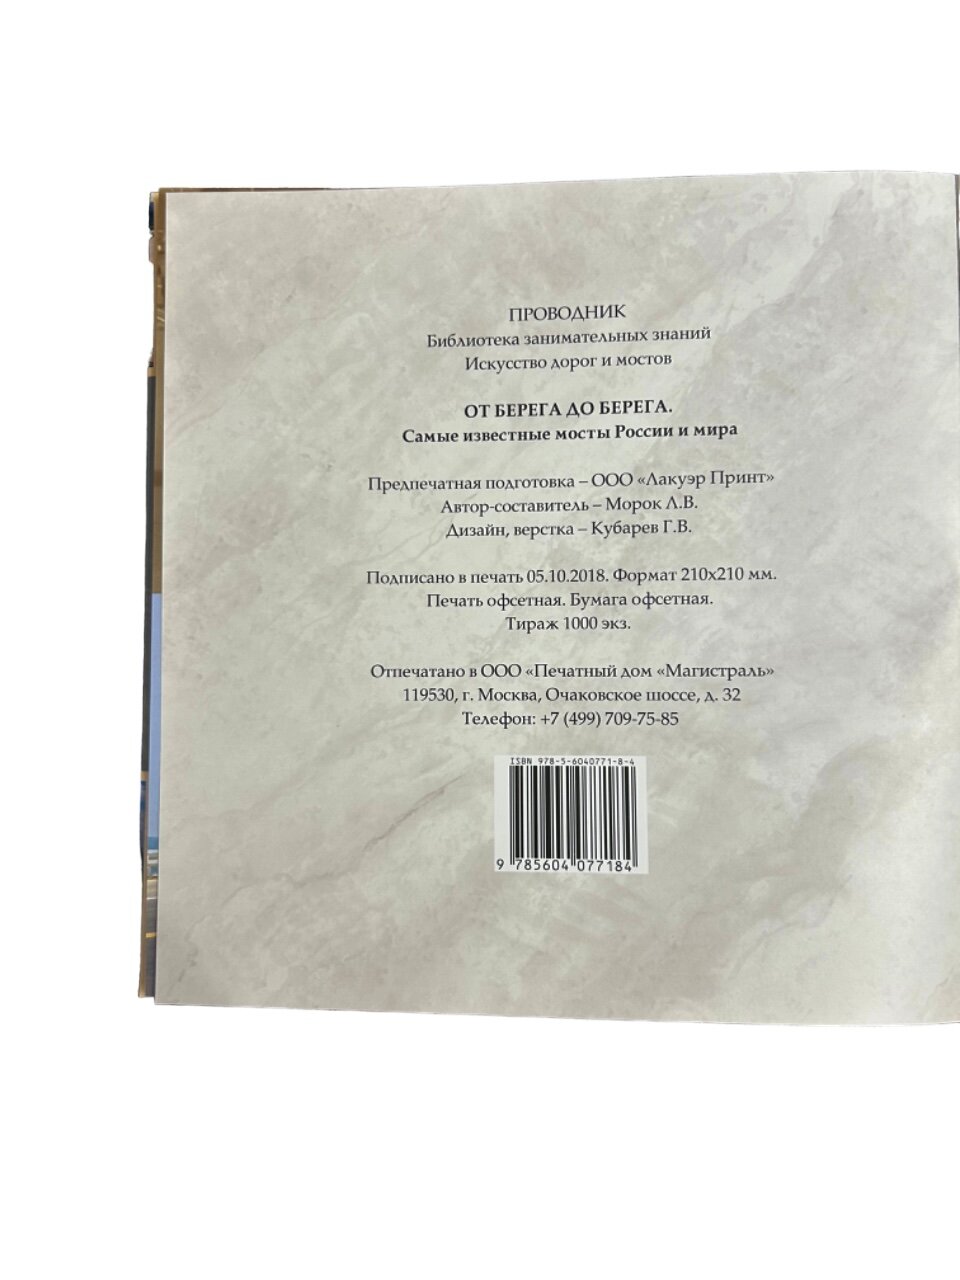 ПРОВОДНИК
Библиотека занимательных знаний
Искусство дорог и мостов
ОТ БЕРЕГА ДО БЕРЕГА.
Самые известные мосты России и мира
Предпечатная подготовка – ООО «Лакуэр Принт»
Автор-составитель – Морок Л.В.
Дизайн, верстка – Кубарев Г.В.
Подписано в печать 05.10.2018. Формат 210х210 мм.
Печать офсетная. Бумага офсетная.
Тираж 1000 экз.
Отпечатано в ООО «Печатный дом «Магистраль»
119530, г. Москва, Очаковское шоссе, д. 32
Телефон: +7 (499) 709-75-85
ISBN 978-5-6040771-8-4
9 785604 077184